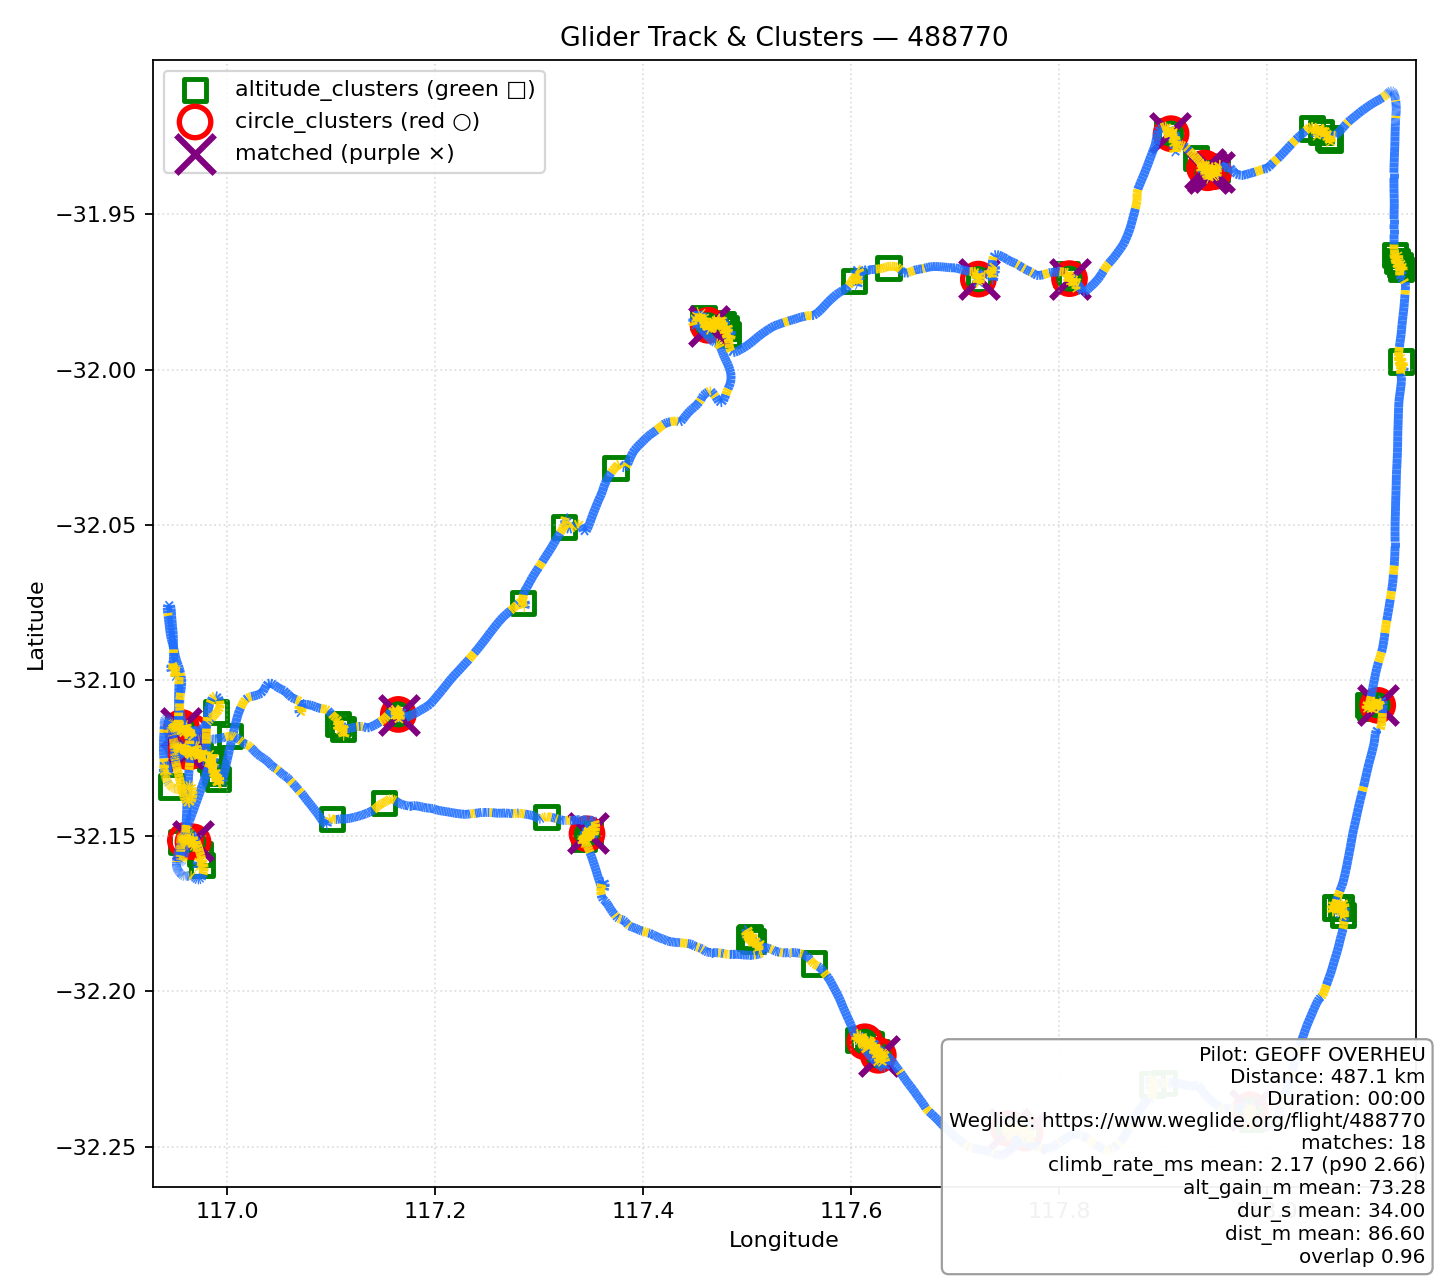 Glider Track & Clusters — 488770
altitude_clusters (green □)
circle_clusters (red ○)
matched (purple ×)
Latitude
−31.95
−32.00
−32.05
−32.10
−32.15
−32.20
−32.25
117.0 117.2 117.4 117.6 117.8
Longitude
Pilot: GEOFF OVERHEU
Distance: 487.1 km
Duration: 00:00
Weglide: https://www.weglide.org/flight/488770
matches: 18
climb_rate_ms mean: 2.17 (p90 2.66)
alt_gain_m mean: 73.28
dur_s mean: 34.00
dist_m mean: 86.60
overlap 0.96